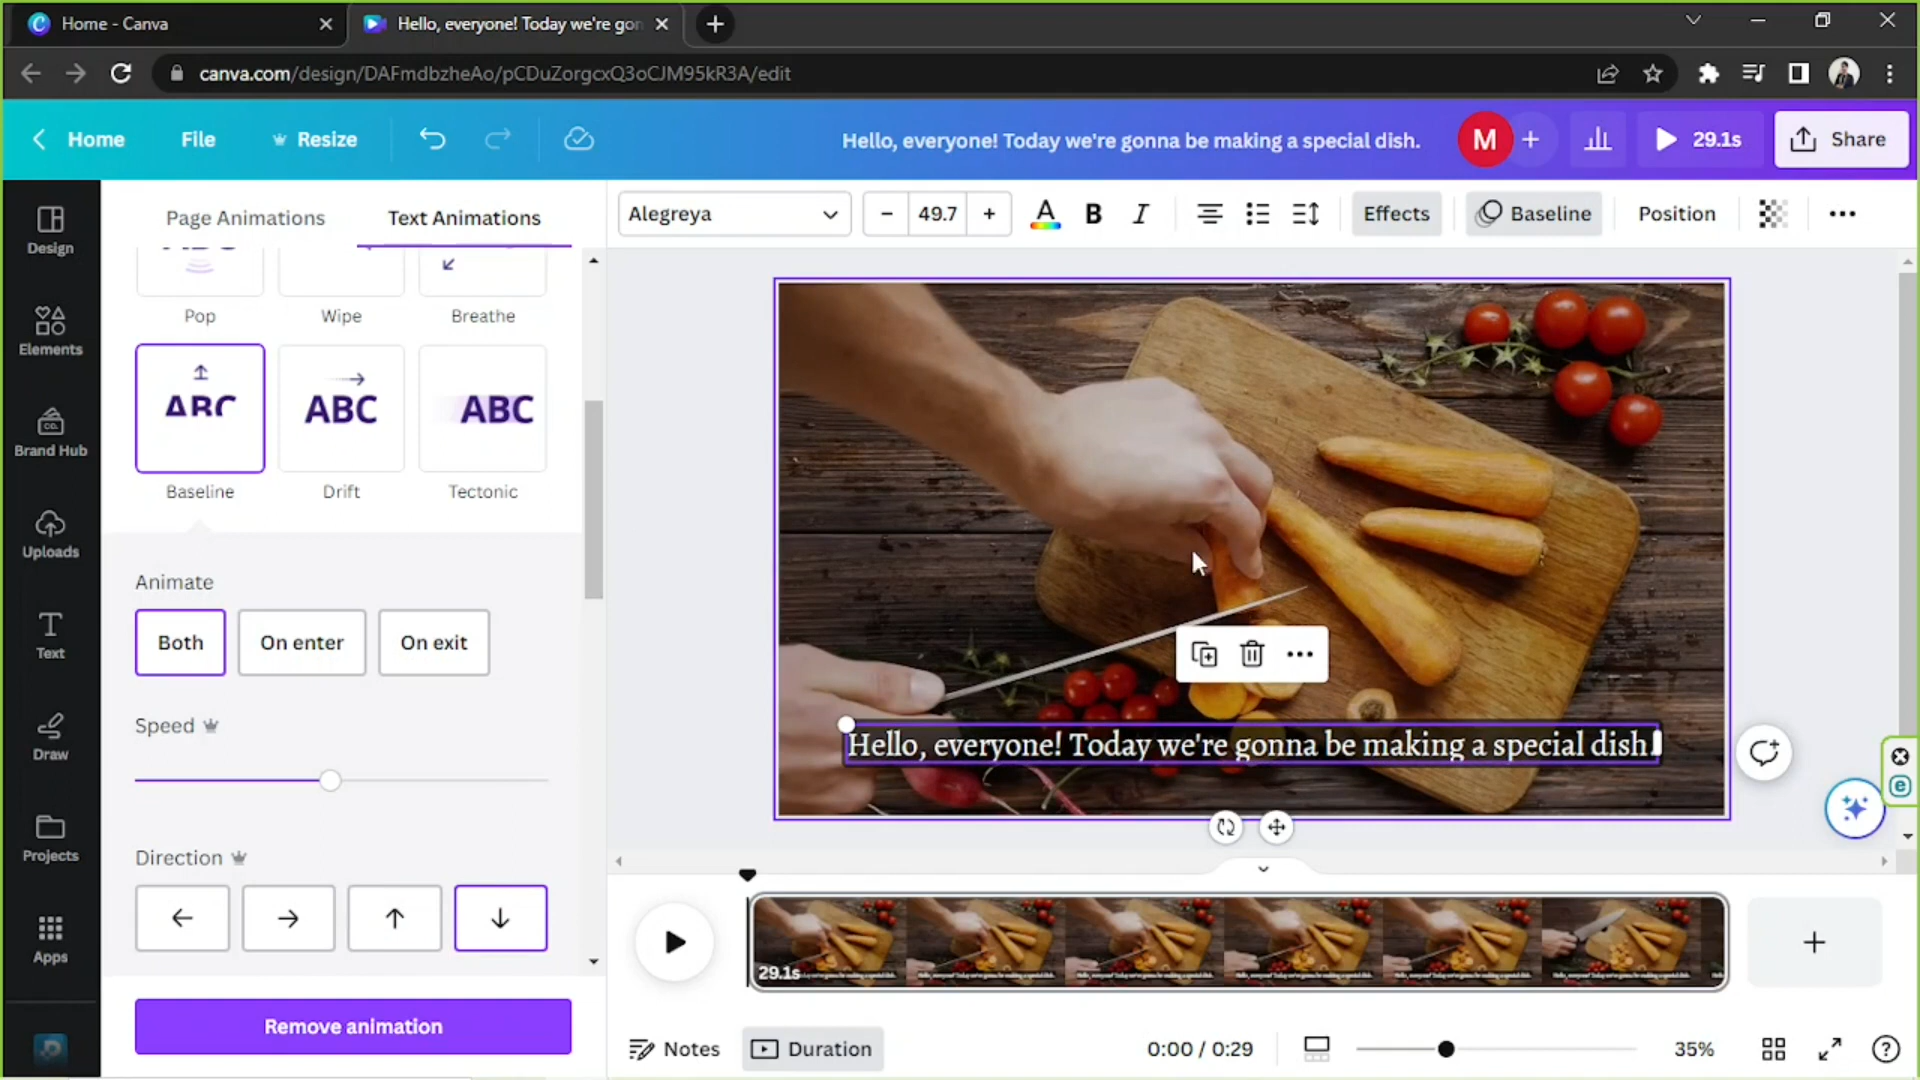 Home - Canva
Hello, everyone! Today we're gon
canva.com/design/DAFmdbzheAo/pCDuZorgcxQ3oCJM95kR3A/edit
Home
File
Resize
Hello, everyone! Today we're gonna be making a special dish.
M
29.1s
Share
Page Animations
Text Animations
Alegreya
49.7
A
B
I
Effects
Baseline
Position
Design
Elements
Brand Hub
Uploads
Text
Draw
Projects
Apps
Pop
Wipe
Breathe
ABC
ABC
ABC
Baseline
Drift
Tectonic
Animate
Both
On enter
On exit
Speed
Direction
Remove animation
Hello, everyone! Today we're gonna be making a special dish.
29.1s
Notes
Duration
0:00 / 0:29
35%